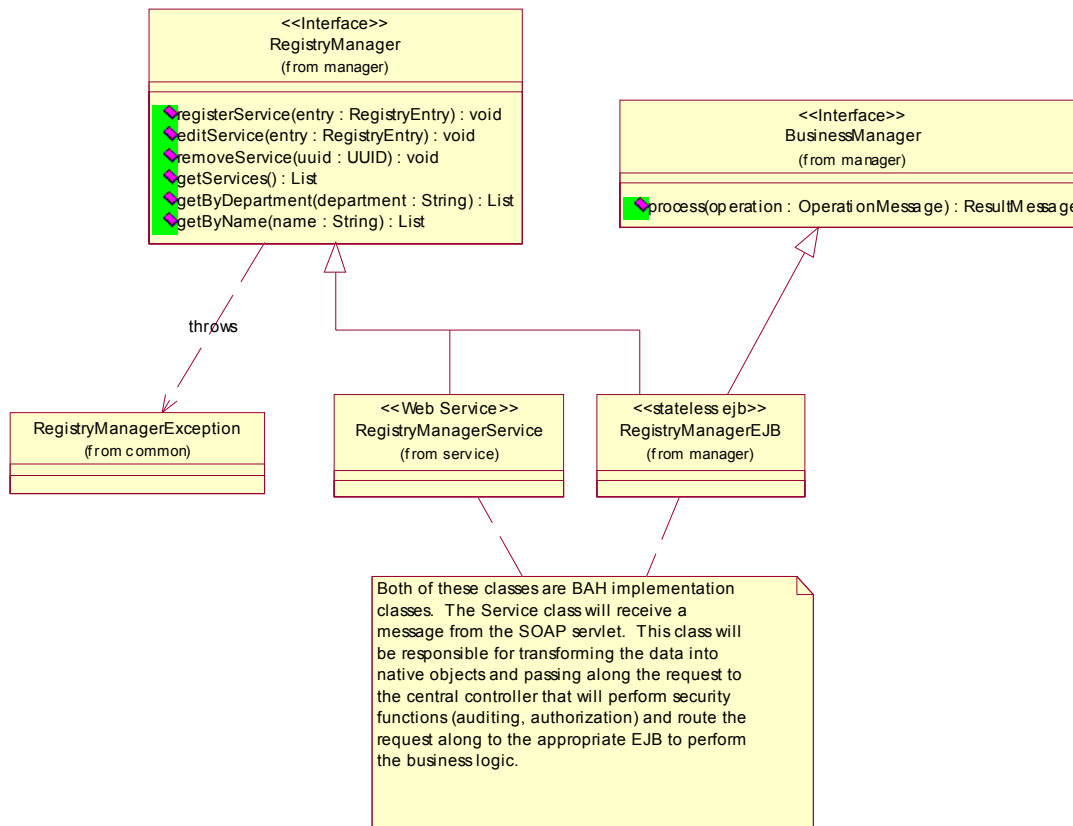 <<Interface>>
RegistryManager
(from manager)
registerService(entry : RegistryEntry) : void
editService(entry : RegistryEntry) : void
removeService(uuid : UUID) : void
getServices() : List
getByDepartment(department : String) : List
getByName(name : String) : List
<<Interface>>
BusinessManager
(from manager)
process(operation : OperationMessage) : ResultMessage
throws
RegistryManagerException
(from common)
<<Web Service>>
RegistryManagerService
(from service)
<<stateless ejb>>
RegistryManagerEJB
(from manager)
Both of these classes are BAH implementation
classes. The Service class will receive a
message from the SOAP servlet. This class will
be responsible for transforming the data into
native objects and passing along the request to
the central controller that will perform security
functions (auditing, authorization) and route the
request along to the appropriate EJB to perform
the business logic.